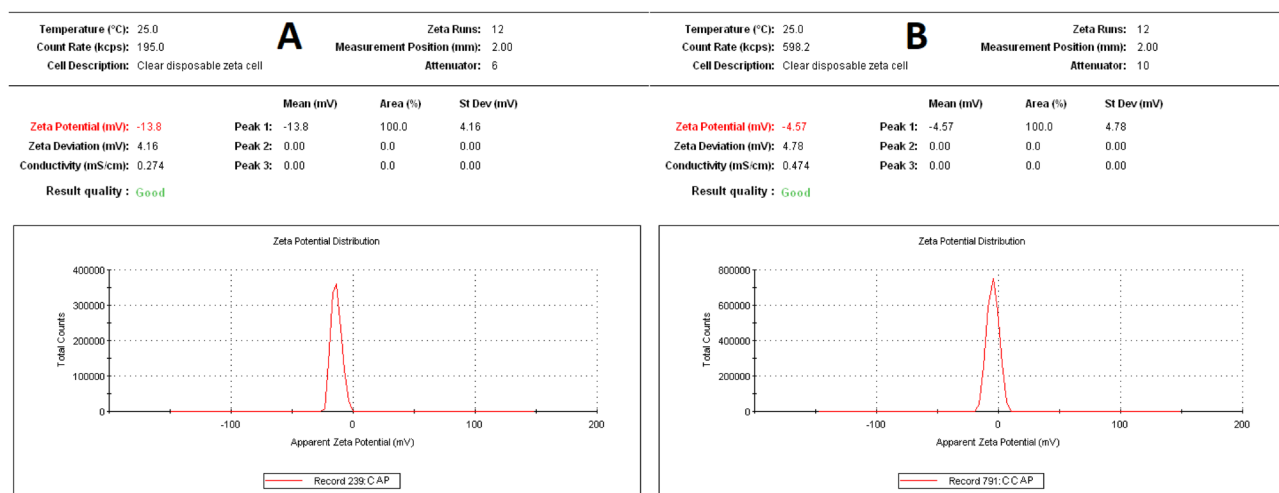 A
Temperature (°C): 25.0 Zeta Runs: 12
Count Rate (kcps): 195.0 Measurement Position (mm): 2.00
Cell Description: Clear disposable zeta cell Attenuator: 6
Mean (mV) Area (%) St Dev (mV)
Zeta Potential (mV): -13.8 Peak 1: -13.8 100.0 4.16
Zeta Deviation (mV): 4.16 Peak 2: 0.00 0.0 0.00
Conductivity (mS/cm): 0.274 Peak 3: 0.00 0.0 0.00
Result quality : Good
Zeta Potential Distribution
400000
300000
200000
100000
0
Total Counts
-100 0 100 200
Apparent Zeta Potential (mV)
Record 239: C AP
B
Temperature (°C): 25.0 Zeta Runs: 12
Count Rate (kcps): 598.2 Measurement Position (mm): 2.00
Cell Description: Clear disposable zeta cell Attenuator: 10
Mean (mV) Area (%) St Dev (mV)
Zeta Potential (mV): -4.57 Peak 1: -4.57 100.0 4.78
Zeta Deviation (mV): 4.78 Peak 2: 0.00 0.0 0.00
Conductivity (mS/cm): 0.474 Peak 3: 0.00 0.0 0.00
Result quality : Good
Zeta Potential Distribution
800000
600000
400000
200000
0
Total Counts
-100 0 100 200
Apparent Zeta Potential (mV)
Record 791: C C AP